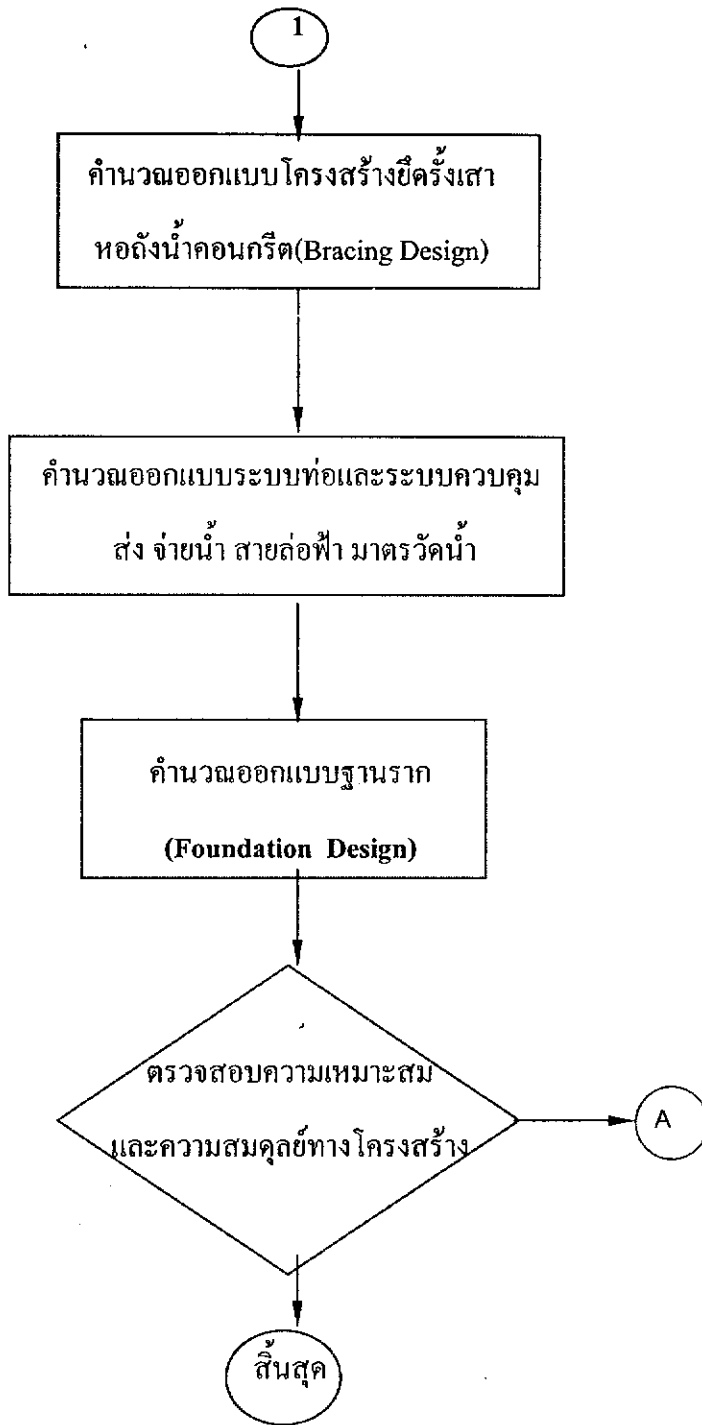 1
คำนวณออกแบบโครงสร้างยึดรั้งเสา
หอถังน้ำคอนกรีต(Bracing Design)
คำนวณออกแบบระบบท่อและระบบควบคุม
ส่ง จ่ายน้ำ สายล่อฟ้า มาตรวัดน้ำ
คำนวณออกแบบฐานราก
(Foundation Design)
ตรวจสอบความเหมาะสม
และความสมดุลย์ทางโครงสร้าง
A
สิ้นสุด